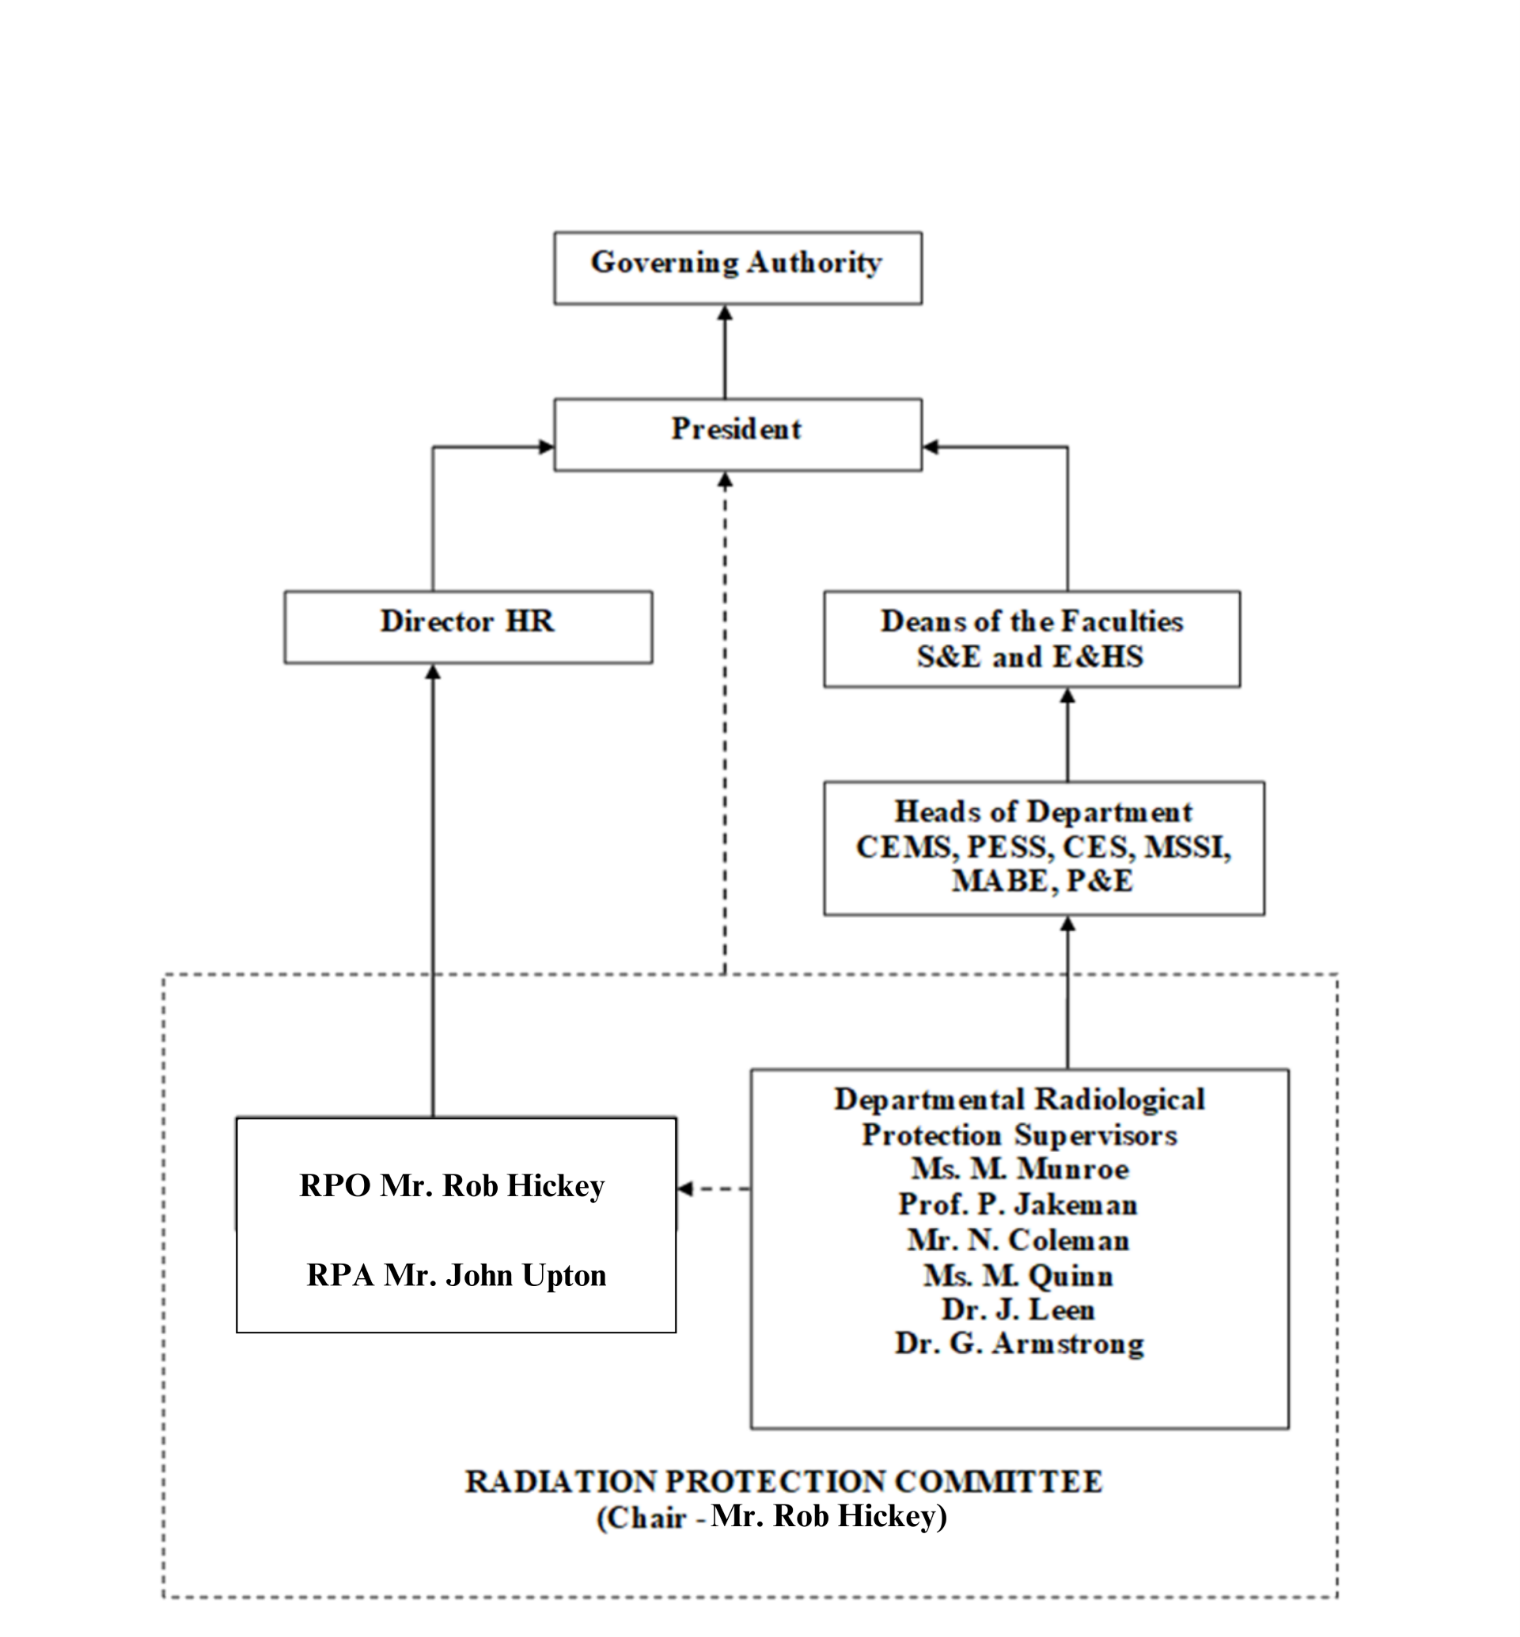 Governing Authority
President
Director HR
Deans of the Faculties
S&E and E&HS
Heads of Department
CEMS, PESS, CES, MSSI,
MABE, P&E
RPO Mr. Rob Hickey
RPA Mr. John Upton
Departmental Radiological
Protection Supervisors
Ms. M. Munroe
Prof. P. Jakeman
Mr. N. Coleman
Ms. M. Quinn
Dr. J. Leen
Dr. G. Armstrong
RADIATION PROTECTION COMMITTEE
(Chair - Mr. Rob Hickey)